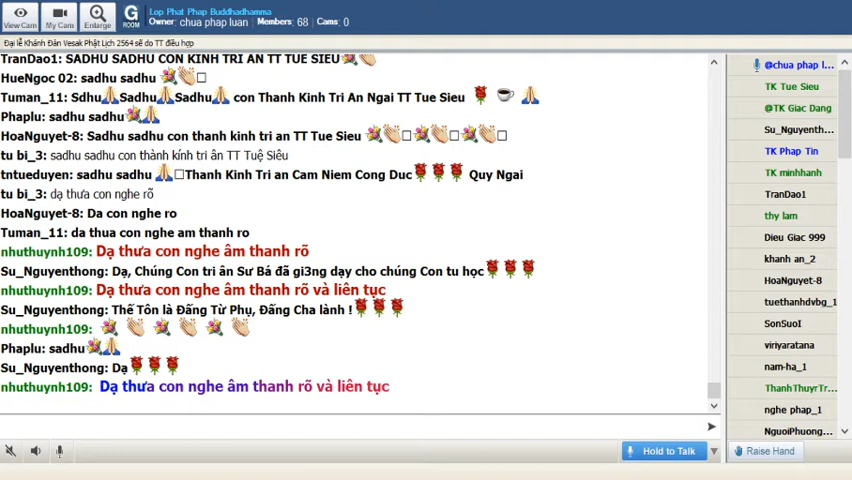 View Cam
My Cam
Enlarge
G
ROOM
Lop Phat Phap Buddhadhamma
Owner: chua phap luan Members: 68 Cams: 0
Đại lễ Khánh Đản Vesak Phật Lịch 2564 sẽ do TT điều hợp
TranDao1: SADHU SADHU CON KINH TRI AN TT TUE SIEU
HueNgoc 02: sadhu sadhu
Tuman_11: Sdhu Sadhu Sadhu con Thanh Kinh Tri An Ngai TT Tue Sieu
Phaplu: sadhu sadhu
HoaNguyet-8: Sadhu sadhu con thanh kinh tri an TT Tue Sieu
tu bi_3: sadhu sadhu con thành kính tri ân TT Tuệ Siêu
tntueduyen: sadhu sadhu Thanh Kinh Tri an Cam Niem Cong Duc Quy Ngai
tu bi_3: dạ thưa con nghe rõ
HoaNguyet-8: Da con nghe ro
Tuman_11: da thua con nghe am thanh ro
nhuthuynh109: Dạ thưa con nghe âm thanh rõ
Su_Nguyenthong: Dạ, Chúng Con tri ân Sư Bá đã gi3ng dạy cho chúng Con tu học
nhuthuynh109: Dạ thưa con nghe âm thanh rõ và liên tục
Su_Nguyenthong: Thế Tôn là Đấng Từ Phụ, Đấng Cha lành !
nhuthuynh109:
Phaplu: sadhu
Su_Nguyenthong: Dạ
nhuthuynh109: Dạ thưa con nghe âm thanh rõ và liên tục
Hold to Talk
Raise Hand
@chua phap l...
TK Tue Sieu
@TK Giac Dang
Su_Nguyenth...
TK Phap Tin
TK minhhanh
TranDao1
thy lam
Dieu Giac 999
khanh an_2
HoaNguyet-8
tuethanhdvbg_1
SonSuoI
viriyaratana
nam-ha_1
ThanhThuyrTr...
nghe phap_1
NguoiPhuong...